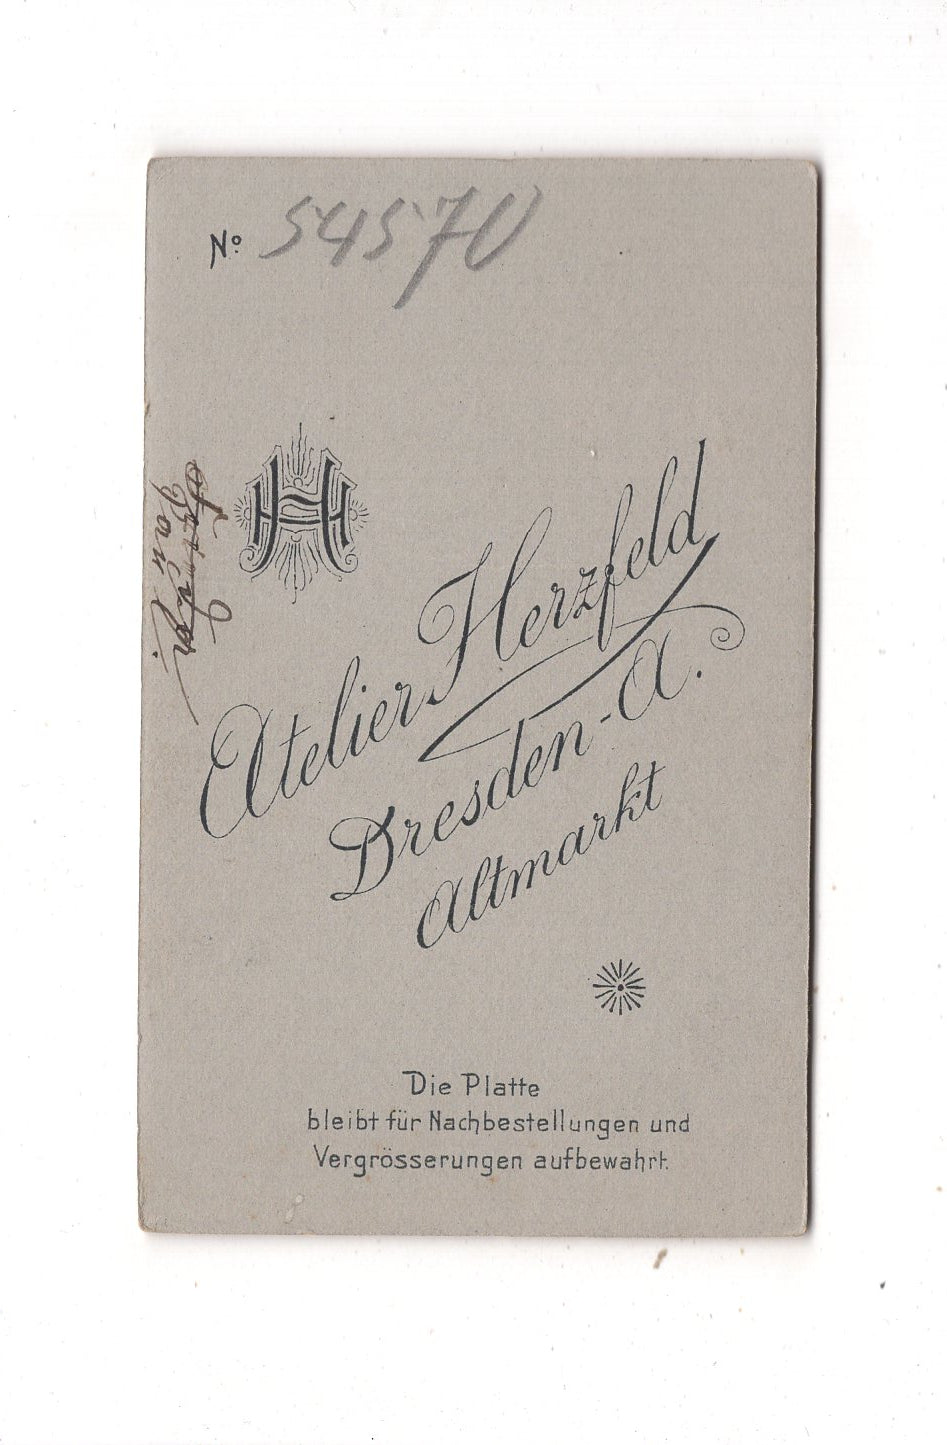 Nº 54570
Atelier Herzfeld
Dresden-A.
Altmarkt
Die Platte
bleibt für Nachbestellungen und
Vergrösserungen aufbewahrt.